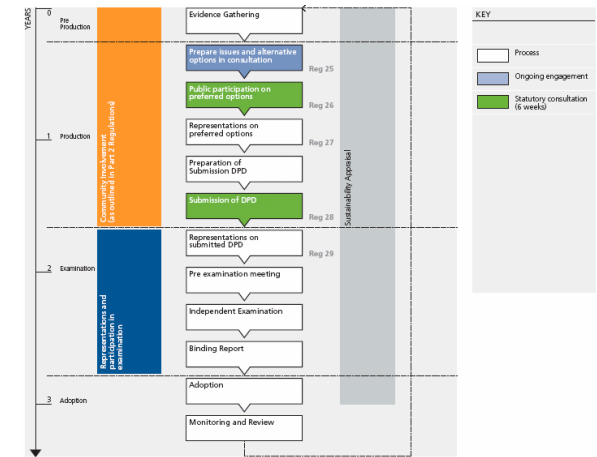 YEARS
0
Pre
Production
Evidence Gathering
Prepare issues and alternative
options in consultation
Reg 25
Public participation on
preferred options
Reg 26
Community Involvement
(as outlined in Part 2 Regulations)
1
Production
Representations on
preferred options
Reg 27
Preparation of
Submission DPD
Submission of DPD
Reg 28
Sustainability Appraisal
Representations on
submitted DPD
Reg 29
2
Examination
Pre examination meeting
Representations and
participation in
examination
Independent Examination
Binding Report
3
Adoption
Adoption
Monitoring and Review
KEY
Process
Ongoing engagement
Statutory consultation
(6 weeks)